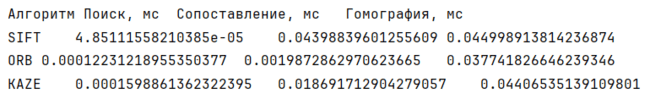 Алгоритм Поиск, мс Сопоставление, мс Гомография, мс
SIFT 4.85111558210385e-05 0.04398839601255609 0.044998913814236874
ORB 0.00012231218955350377 0.0019872862970623665 0.037741826646239346
KAZE 0.0001598861362322395 0.018691712904279057 0.04406535139109801